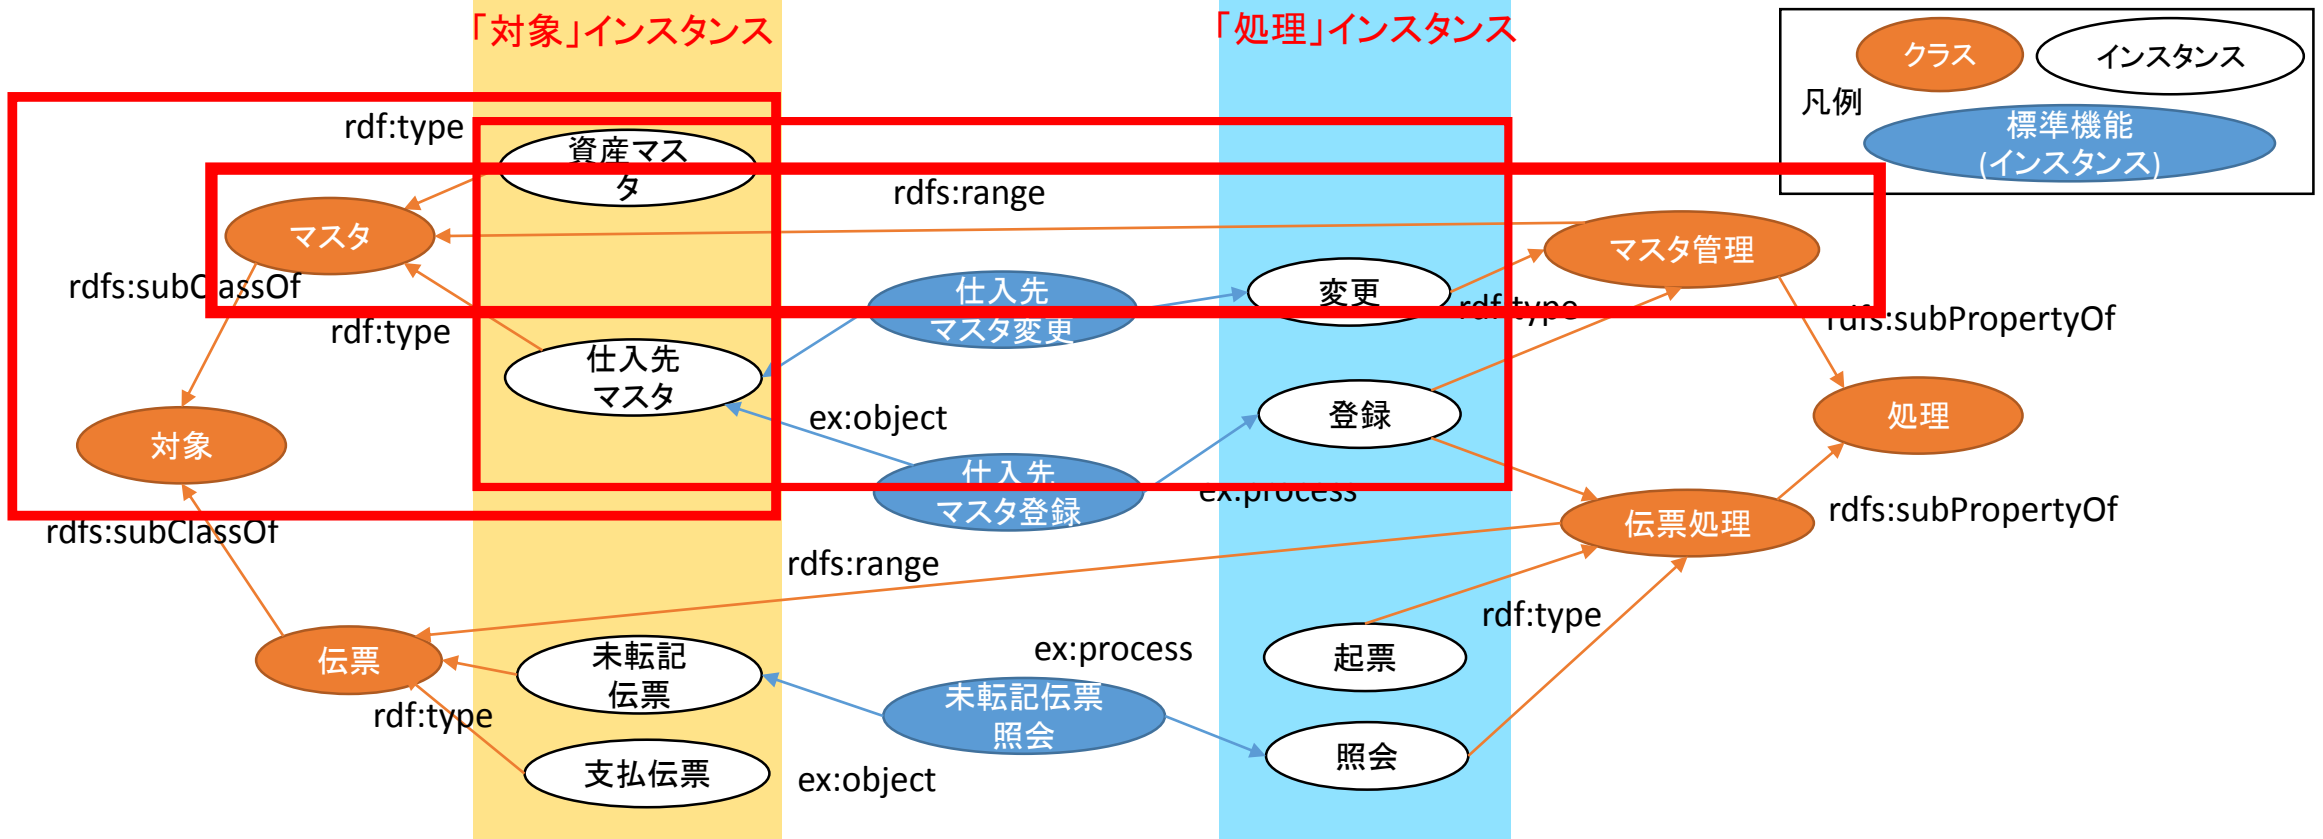 「対象」インスタンス
「処理」インスタンス
クラス
インスタンス
凡例
標準機能
(インスタンス)
rdf:type
資産マス
タ
rdfs:range
マスタ
マスタ管理
rdfs:subClassOf
仕入先
マスタ変更
変更
rdf:type
rdfs:subPropertyOf
rdf:type
仕入先
マスタ
ex:object
登録
処理
対象
仕入先
マスタ登録
ex:process
rdfs:subPropertyOf
伝票処理
rdfs:subClassOf
rdfs:range
rdf:type
伝票
未転記
伝票
ex:process
起票
rdf:type
未転記伝票
照会
支払伝票
ex:object
照会